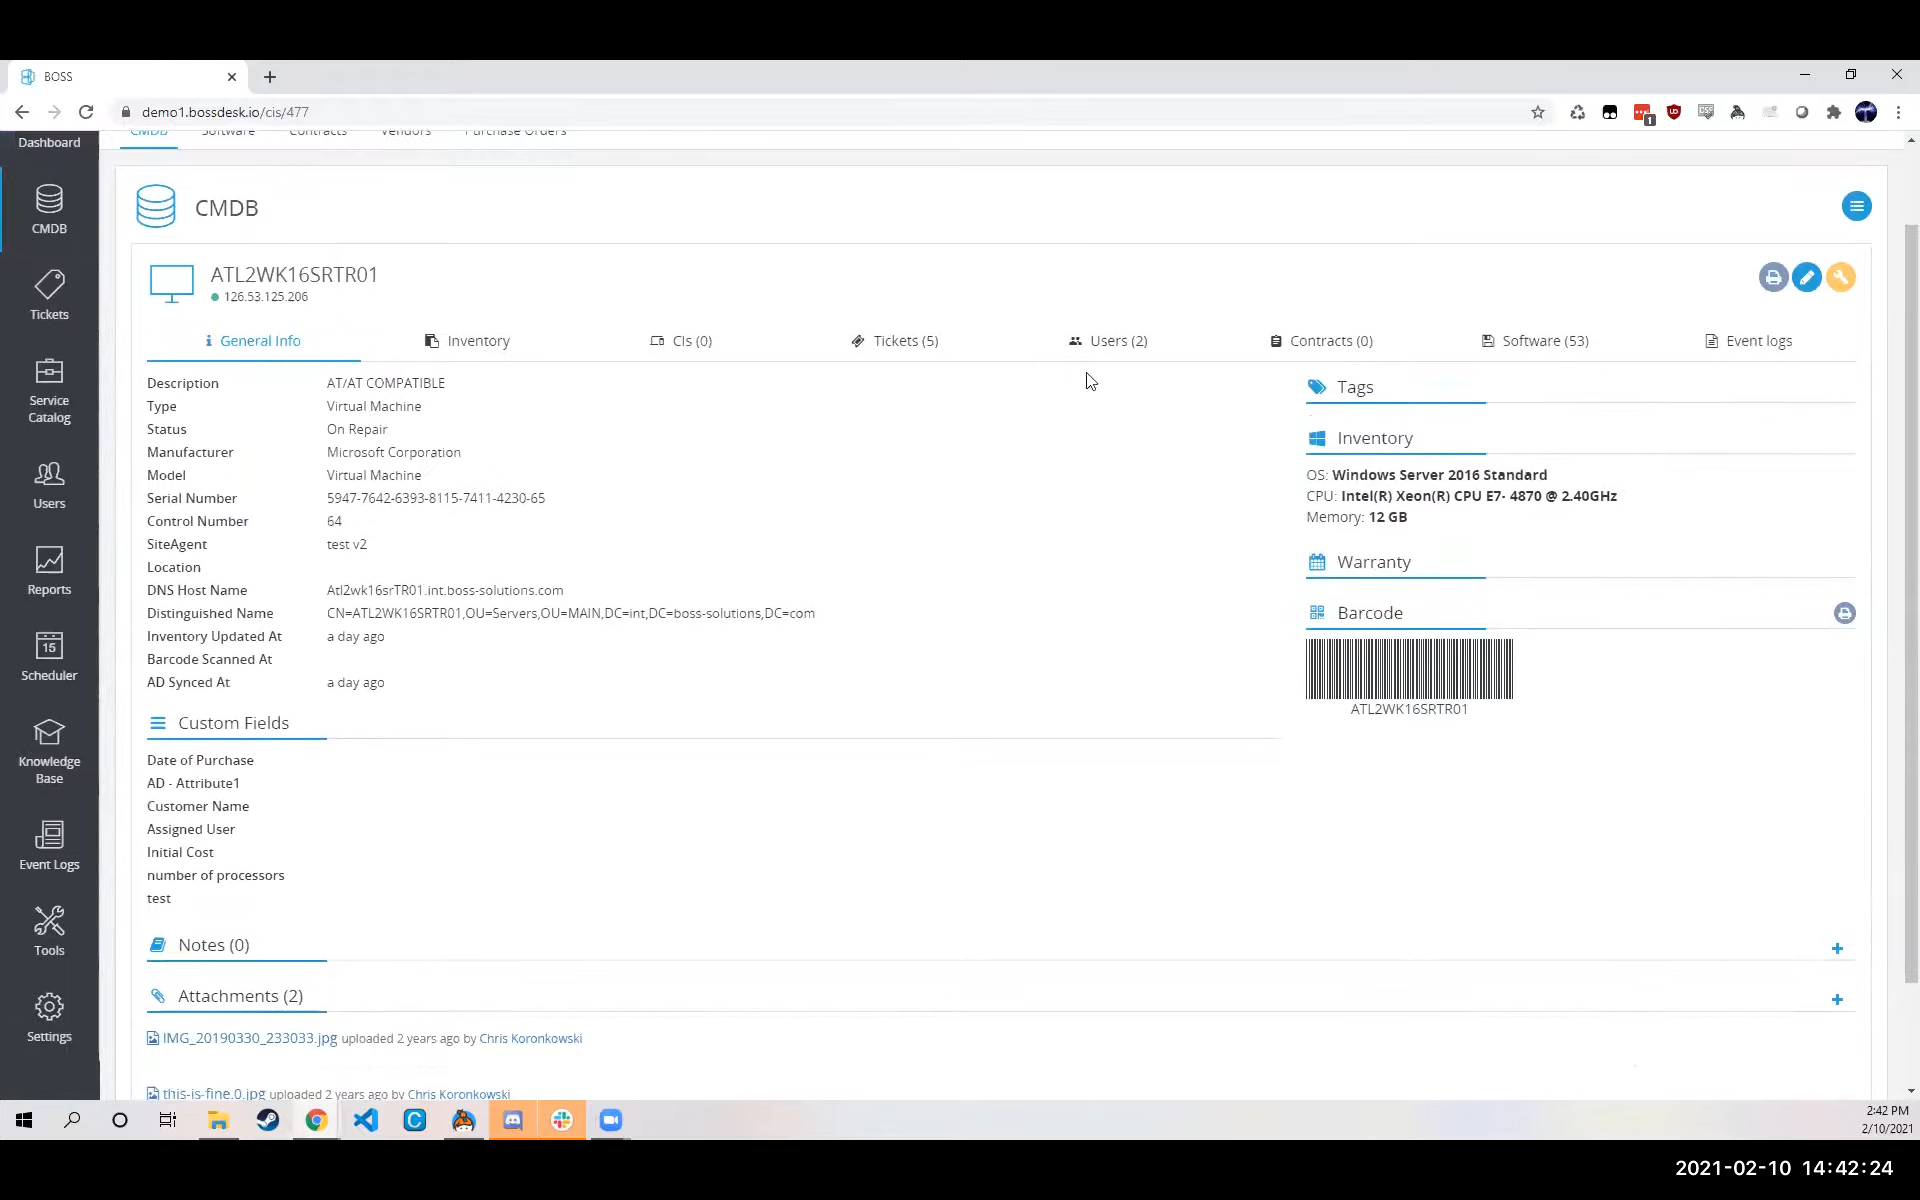 BOSS
demo1.bossdesk.io/cis/477
1
CMDB Software Contracts Vendors Purchase Orders
Dashboard
CMDB
Tickets
Service
Catalog
Users
Reports
15
Scheduler
Knowledge
Base
Event Logs
Tools
Settings
CMDB
ATL2WK16SRTR01
126.53.125.206
General Info Inventory CIs (0) Tickets (5) Users (2) Contracts (0) Software (53) Event logs
Description AT/AT COMPATIBLE
Type Virtual Machine
Status On Repair
Manufacturer Microsoft Corporation
Model Virtual Machine
Serial Number 5947-7642-6393-8115-7411-4230-65
Control Number 64
SiteAgent test v2
Location
DNS Host Name Atl2wk16srTR01.int.boss-solutions.com
Distinguished Name CN=ATL2WK16SRTR01,OU=Servers,OU=MAIN,DC=int,DC=boss-solutions,DC=com
Inventory Updated At a day ago
Barcode Scanned At
AD Synced At a day ago
Custom Fields
Date of Purchase
AD - Attribute1
Customer Name
Assigned User
Initial Cost
number of processors
test
Notes (0)
Attachments (2)
IMG_20190330_233033.jpg uploaded 2 years ago by Chris Koronkowski
this-is-fine.0.jpg uploaded 2 years ago by Chris Koronkowski
Tags
Inventory
OS: Windows Server 2016 Standard
CPU: Intel(R) Xeon(R) CPU E7- 4870 @ 2.40GHz
Memory: 12 GB
Warranty
Barcode
ATL2WK16SRTR01
2:42 PM
2/10/2021
2021-02-10 14:42:24